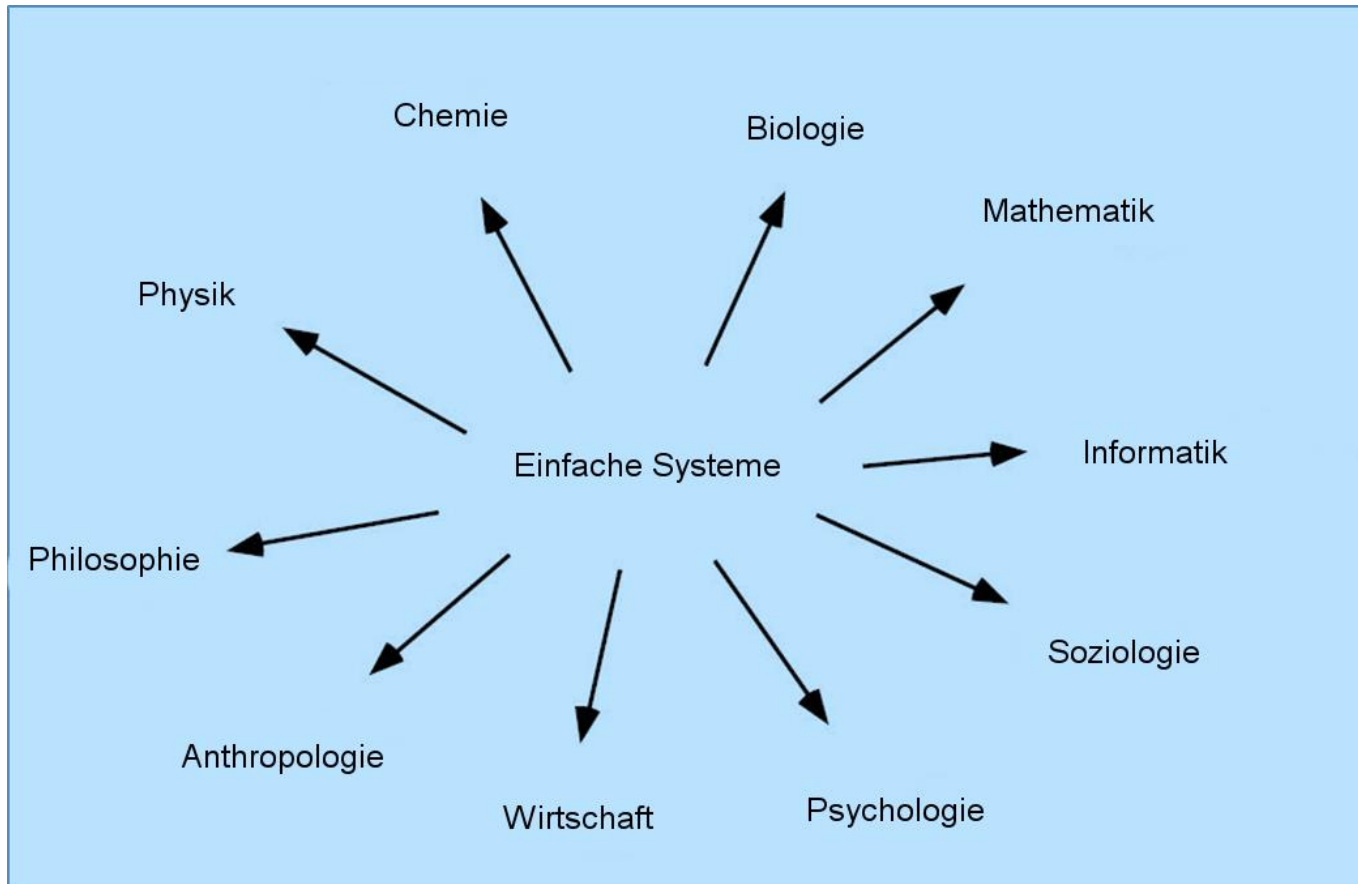 Chemie
Biologie
Mathematik
Physik
Informatik
Einfache Systeme
Philosophie
Soziologie
Anthropologie
Wirtschaft
Psychologie